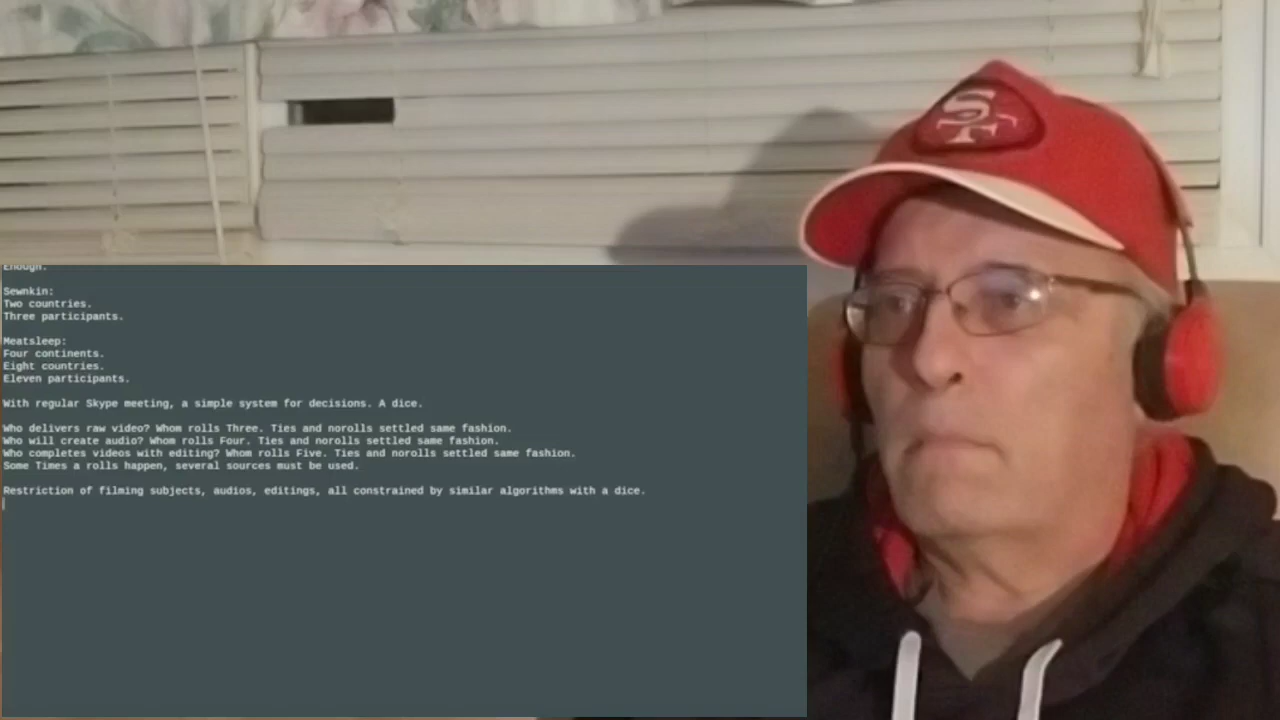 Enough.
Sewnkin:
Two countries.
Three participants.
Meatsleep:
Four continents.
Eight countries.
Eleven participants.
With regular Skype meeting, a simple system for decisions. A dice.
Who delivers raw video? Whom rolls Three. Ties and norolls settled same fashion.
Who will create audio? Whom rolls Four. Ties and norolls settled same fashion.
Who completes videos with editing? Whom rolls Five. Ties and norolls settled same fashion.
Some Times a rolls happen, several sources must be used.
Restriction of filming subjects, audios, editings, all constrained by similar algorithms with a dice.
SF